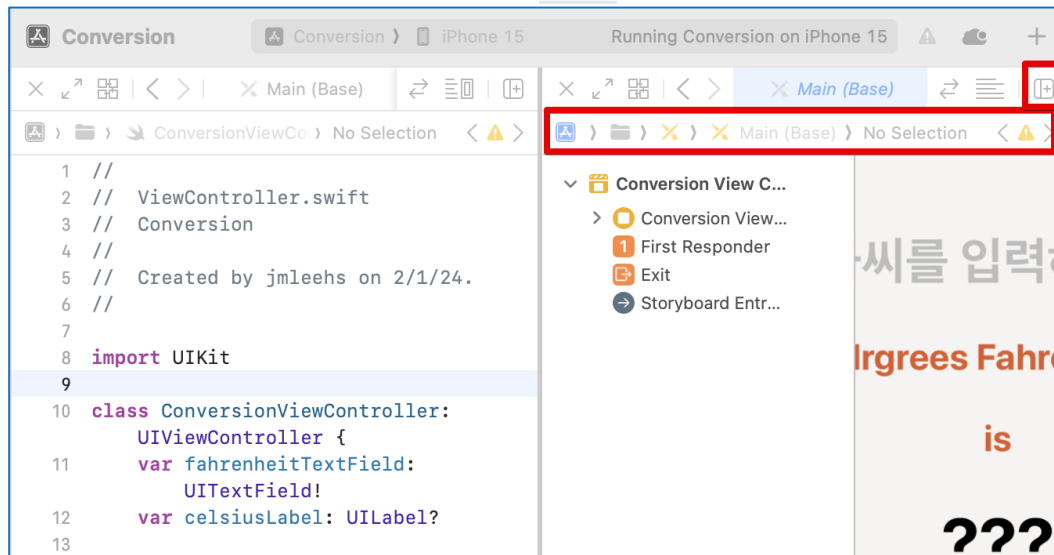 Conversion
Conversion 〉 iPhone 15
Running Conversion on iPhone 15
Main (Base)
Main (Base)
ConversionViewCo 〉 No Selection
Main (Base) 〉 No Selection
1 //
2 //  ViewController.swift
3 //  Conversion
4 //
5 //  Created by jmleehs on 2/1/24.
6 //
7
8 import UIKit
9
10 class ConversionViewController:
UIViewController {
11 var fahrenheitTextField:
UITextField!
12 var celsiusLabel: UILabel?
13
Conversion View C...
Conversion View...
1 First Responder
Exit
Storyboard Entr...
씨를 입력
Irgrees Fahr
is
???